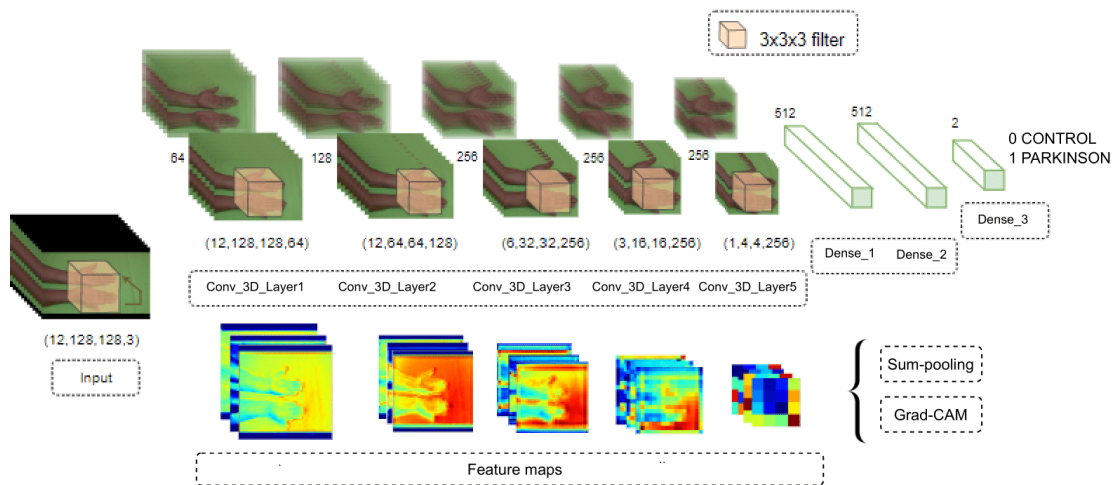 3x3x3 filter
64
128
256
256
256
512
512
2
0 CONTROL
1 PARKINSON
(12,128,128,64)
(12,64,64,128)
(6,32,32,256)
(3,16,16,256)
(1,4,4,256)
Dense_1
Dense_2
Dense_3
Conv_3D_Layer1
Conv_3D_Layer2
Conv_3D_Layer3
Conv_3D_Layer4
Conv_3D_Layer5
(12,128,128,3)
Input
Sum-pooling
Grad-CAM
Feature maps